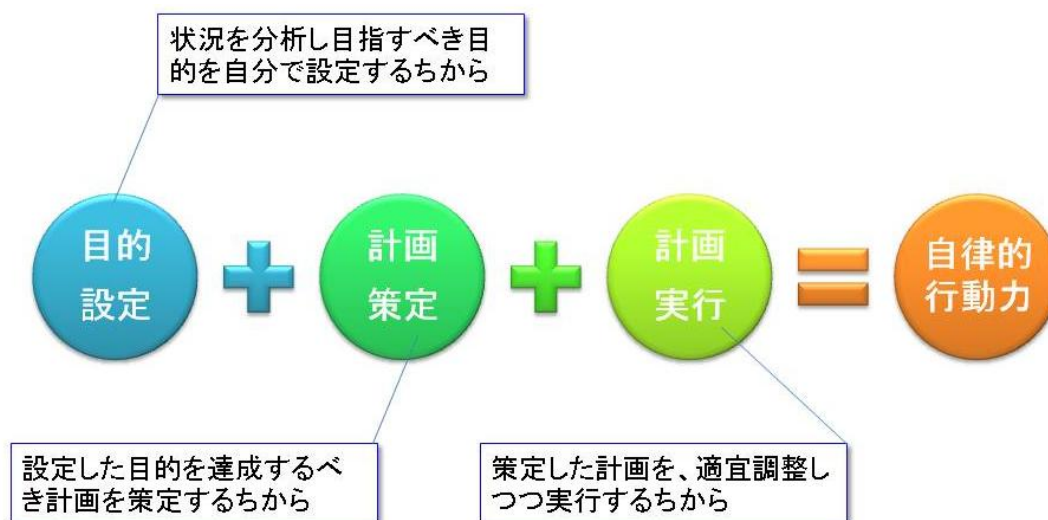 状況を分析し目指すべき目
的を自分で設定するちから
目的
設定
計画
策定
計画
実行
自律的
行動力
設定した目的を達成するべ
き計画を策定するちから
策定した計画を、適宜調整し
つつ実行するちから